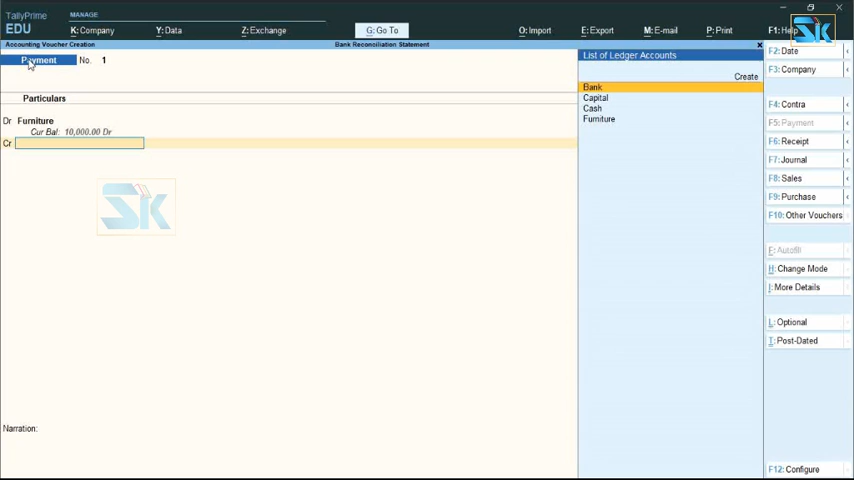 TallyPrime
EDU
MANAGE
K: Company
Y: Data
Z: Exchange
G: Go To
O: Import
E: Export
M: E-mail
P: Print
F1: Help
SK
Accounting Voucher Creation
Bank Reconciliation Statement
Payment No. 1
Particulars
Dr Furniture
Cur Bal: 10,000.00 Dr
Cr
SK
Narration:
List of Ledger Accounts
Create
Bank
Capital
Cash
Furniture
F2: Date
F3: Company
F4: Contra
F5: Payment
F6: Receipt
F7: Journal
F8: Sales
F9: Purchase
F10: Other Vouchers
E: Autofill
H: Change Mode
I: More Details
L: Optional
T: Post-Dated
F12: Configure